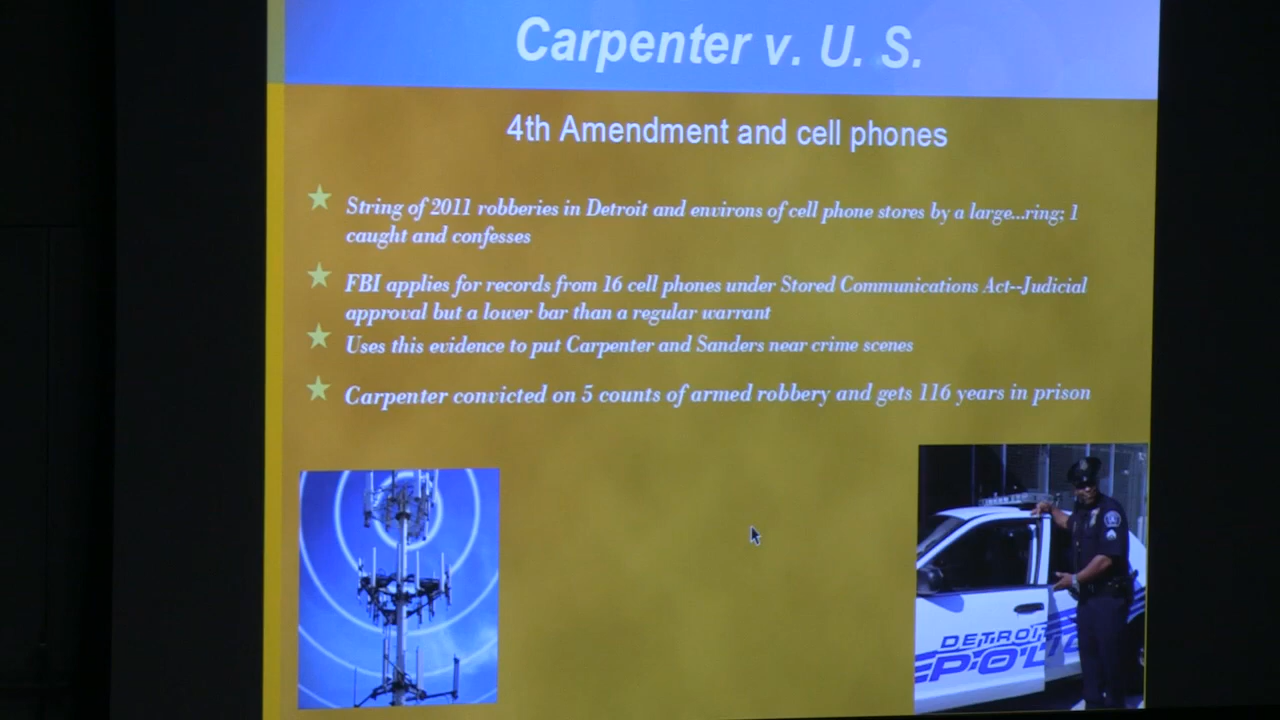 Carpenter v. U. S.
4th Amendment and cell phones
String of 2011 robberies in Detroit and environs of cell phone stores by a large...ring; 1
caught and confesses
FBI applies for records from 16 cell phones under Stored Communications Act--Judicial
approval but a lower bar than a regular warrant
Uses this evidence to put Carpenter and Sanders near crime scenes
Carpenter convicted on 5 counts of armed robbery and gets 116 years in prison
DETROIT